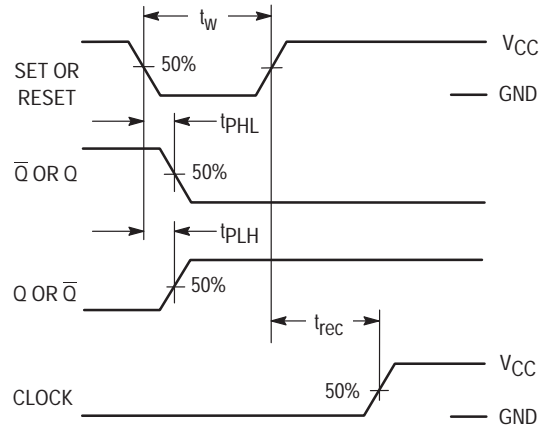 tw
VCC
50%
SET OR
RESET
GND
tPHL
Q̅ OR Q
50%
tPLH
Q OR Q̅
50%
trec
VCC
50%
CLOCK
GND